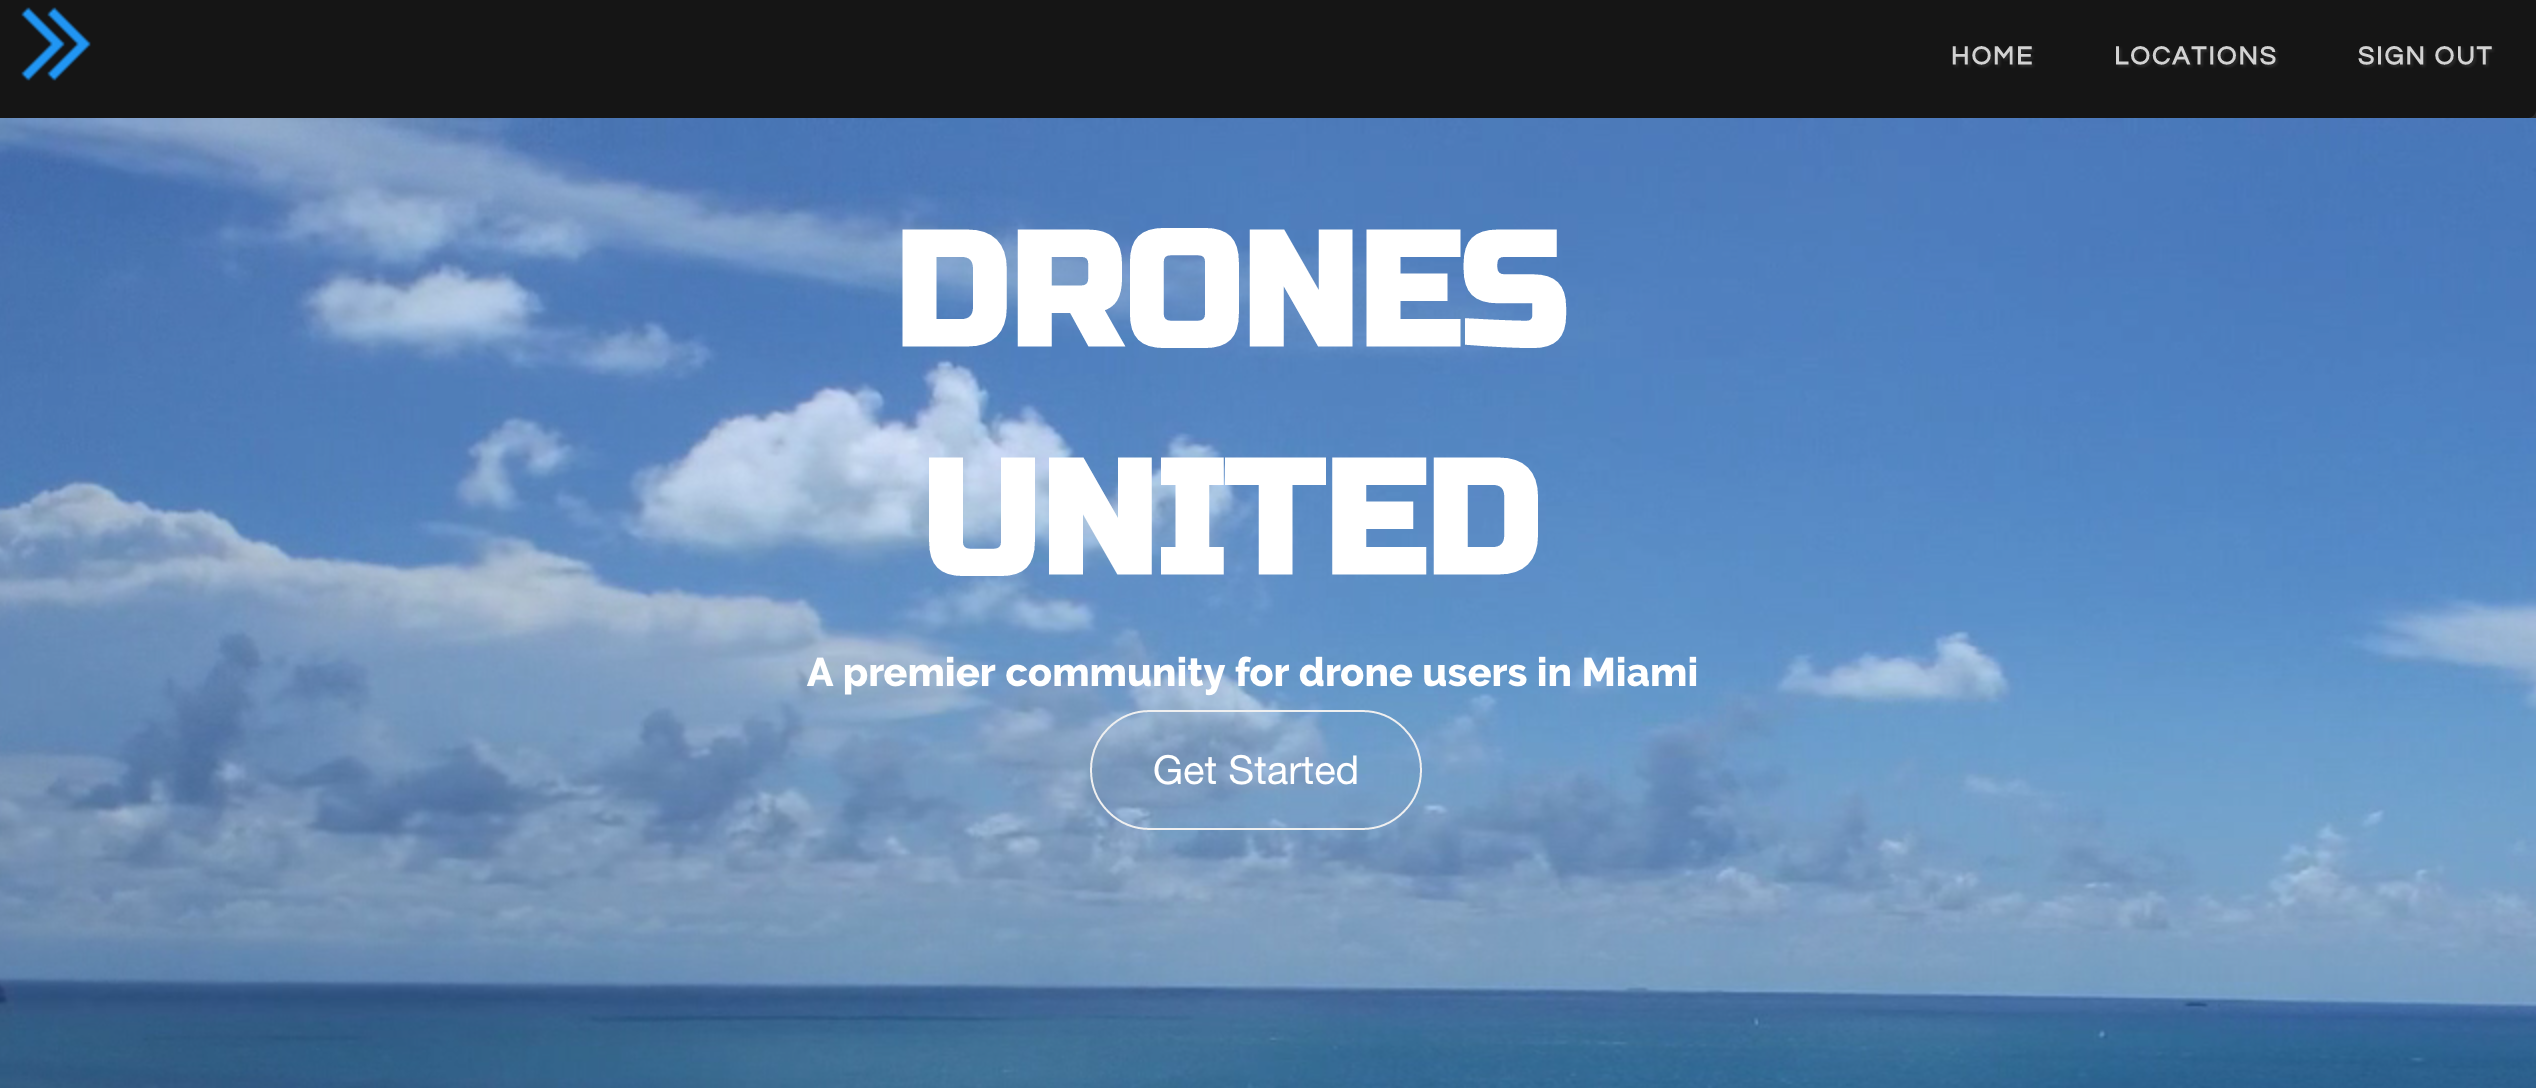 HOME LOCATIONS SIGN OUT
DRONES
UNITED
A premier community for drone users in Miami
Get Started